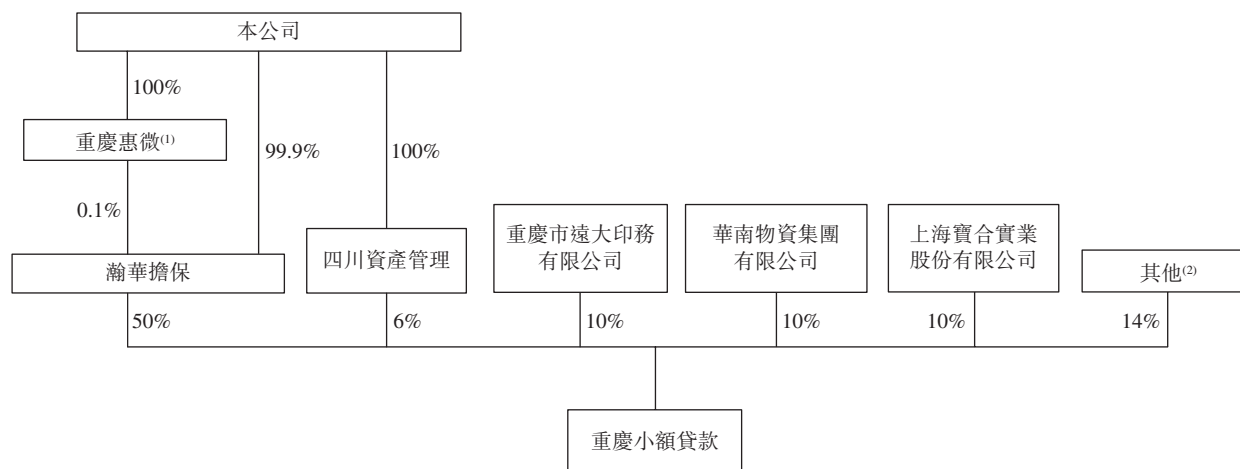 本公司
100%
重慶惠微(1)
99.9%
100%
0.1%
瀚華擔保
四川資產管理
重慶市遠大印務
有限公司
華南物資集團
有限公司
上海寶合實業
股份有限公司
其他(2)
50%
6%
10%
10%
10%
14%
重慶小額貸款